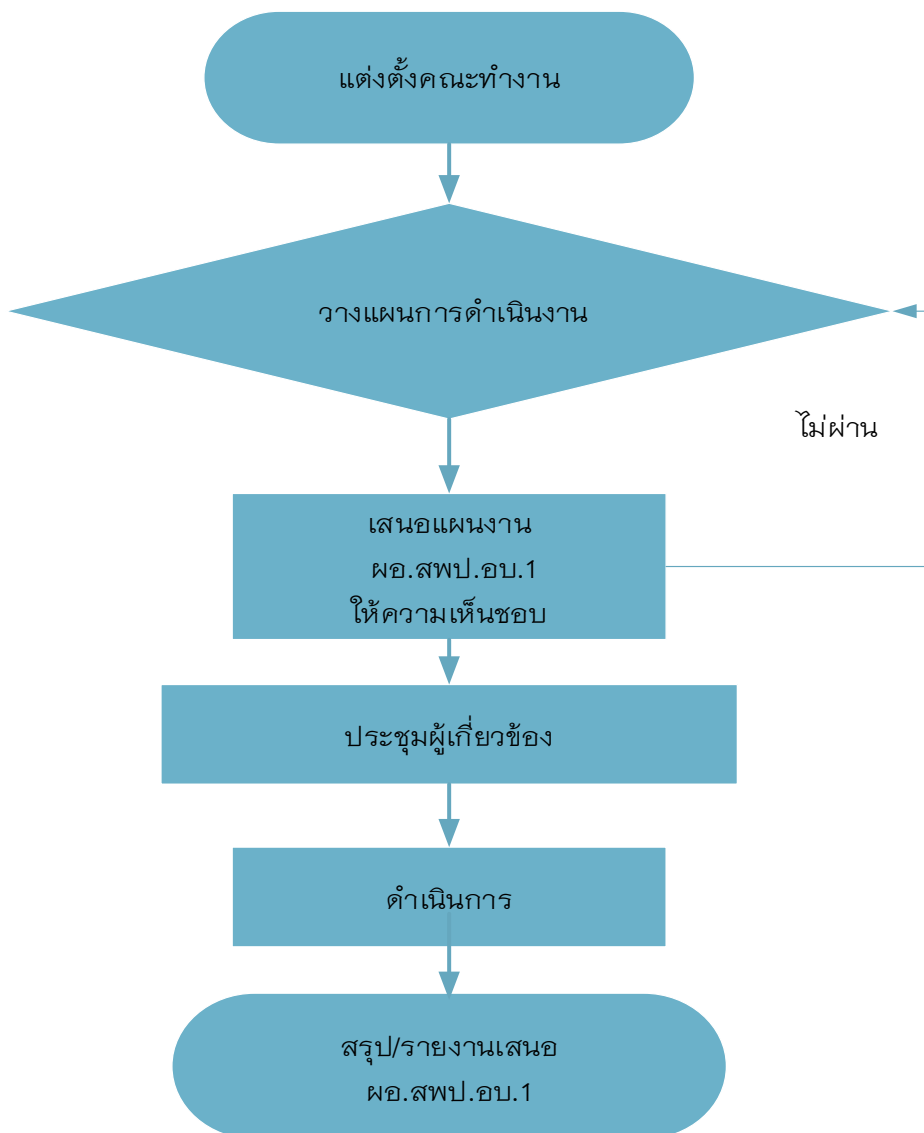 แต่งตั้งคณะทำงาน
วางแผนการดำเนินงาน
ไม่ผ่าน
เสนอแผนงาน
ผอ.สพป.อบ.1
ให้ความเห็นชอบ
ประชุมผู้เกี่ยวข้อง
ดำเนินการ
สรุป/รายงานเสนอ
ผอ.สพป.อบ.1